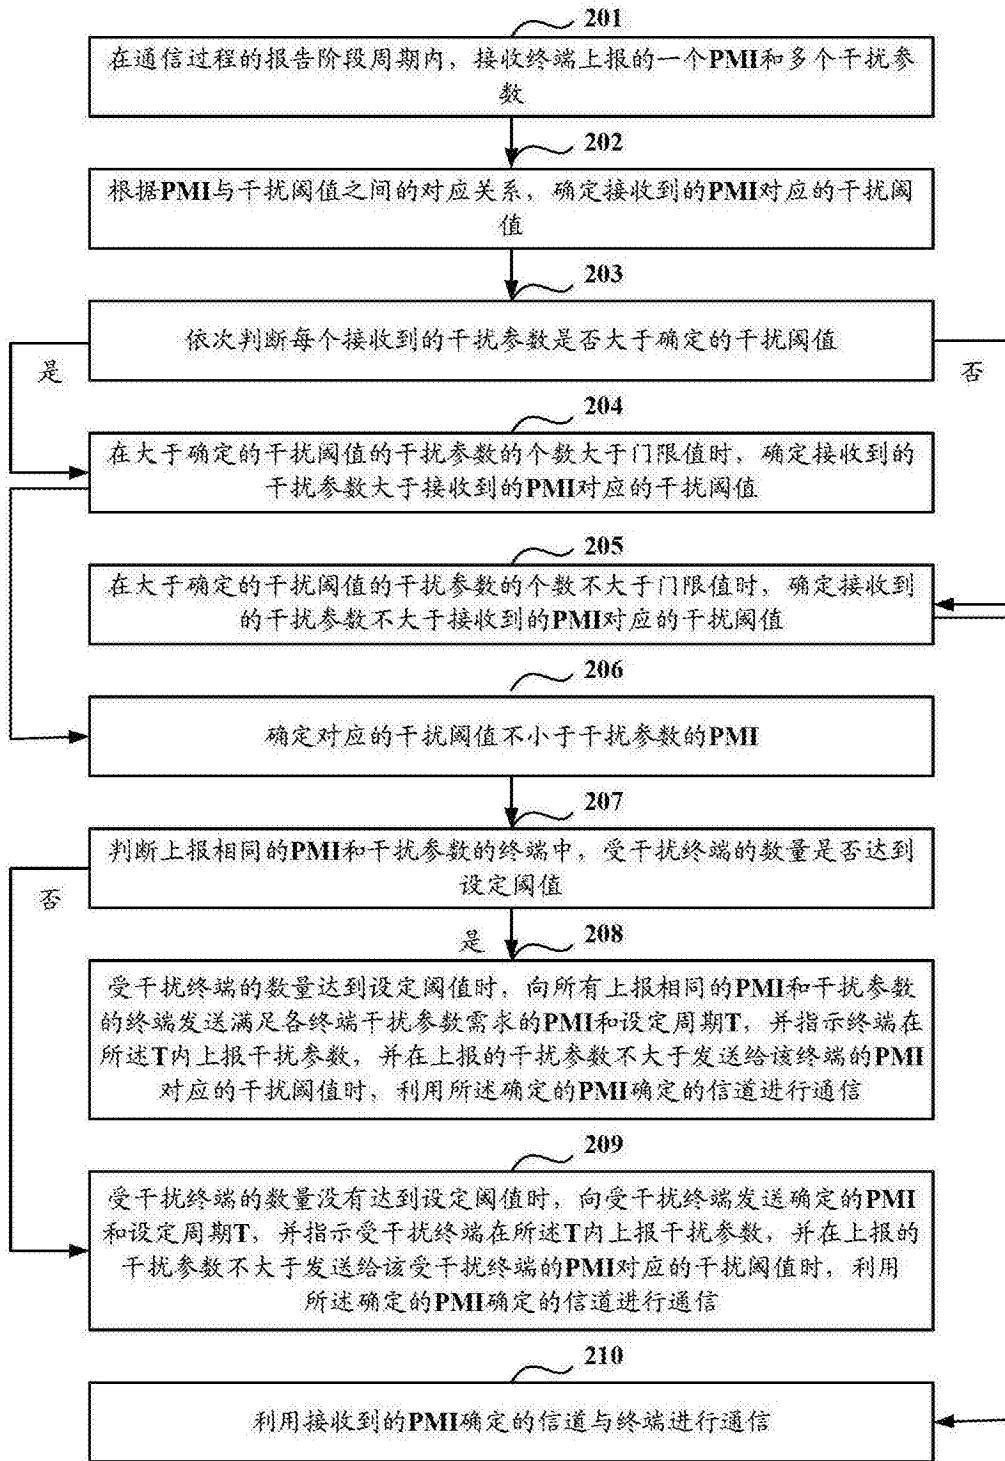 201
在通信过程的报告阶段周期内，接收终端上报的一个PMI和多个干扰参
数
202
根据PMI与干扰阈值之间的对应关系，确定接收到的PMI对应的干扰阈
值
203
依次判断每个接收到的干扰参数是否大于确定的干扰阈值
是
否
204
在大于确定的干扰阈值的干扰参数的个数大于门限值时，确定接收到的
干扰参数大于接收到的PMI对应的干扰阈值
205
在大于确定的干扰阈值的干扰参数的个数不大于门限值时，确定接收到
的干扰参数不大于接收到的PMI对应的干扰阈值
206
确定对应的干扰阈值不小于干扰参数的PMI
207
判断上报相同的PMI和干扰参数的终端中，受干扰终端的数量是否达到
设定阈值
否
是
208
受干扰终端的数量达到设定阈值时，向所有上报相同的PMI和干扰参数
的终端发送满足各终端干扰参数需求的PMI和设定周期T，并指示终端在
所述T内上报干扰参数，并在上报的干扰参数不大于发送给该终端的PMI
对应的干扰阈值时，利用所述确定的PMI确定的信道进行通信
209
受干扰终端的数量没有达到设定阈值时，向受干扰终端发送确定的PMI
和设定周期T，并指示受干扰终端在所述T内上报干扰参数，并在上报的
干扰参数不大于发送给该受干扰终端的PMI对应的干扰阈值时，利用
所述确定的PMI确定的信道进行通信
210
利用接收到的PMI确定的信道与终端进行通信